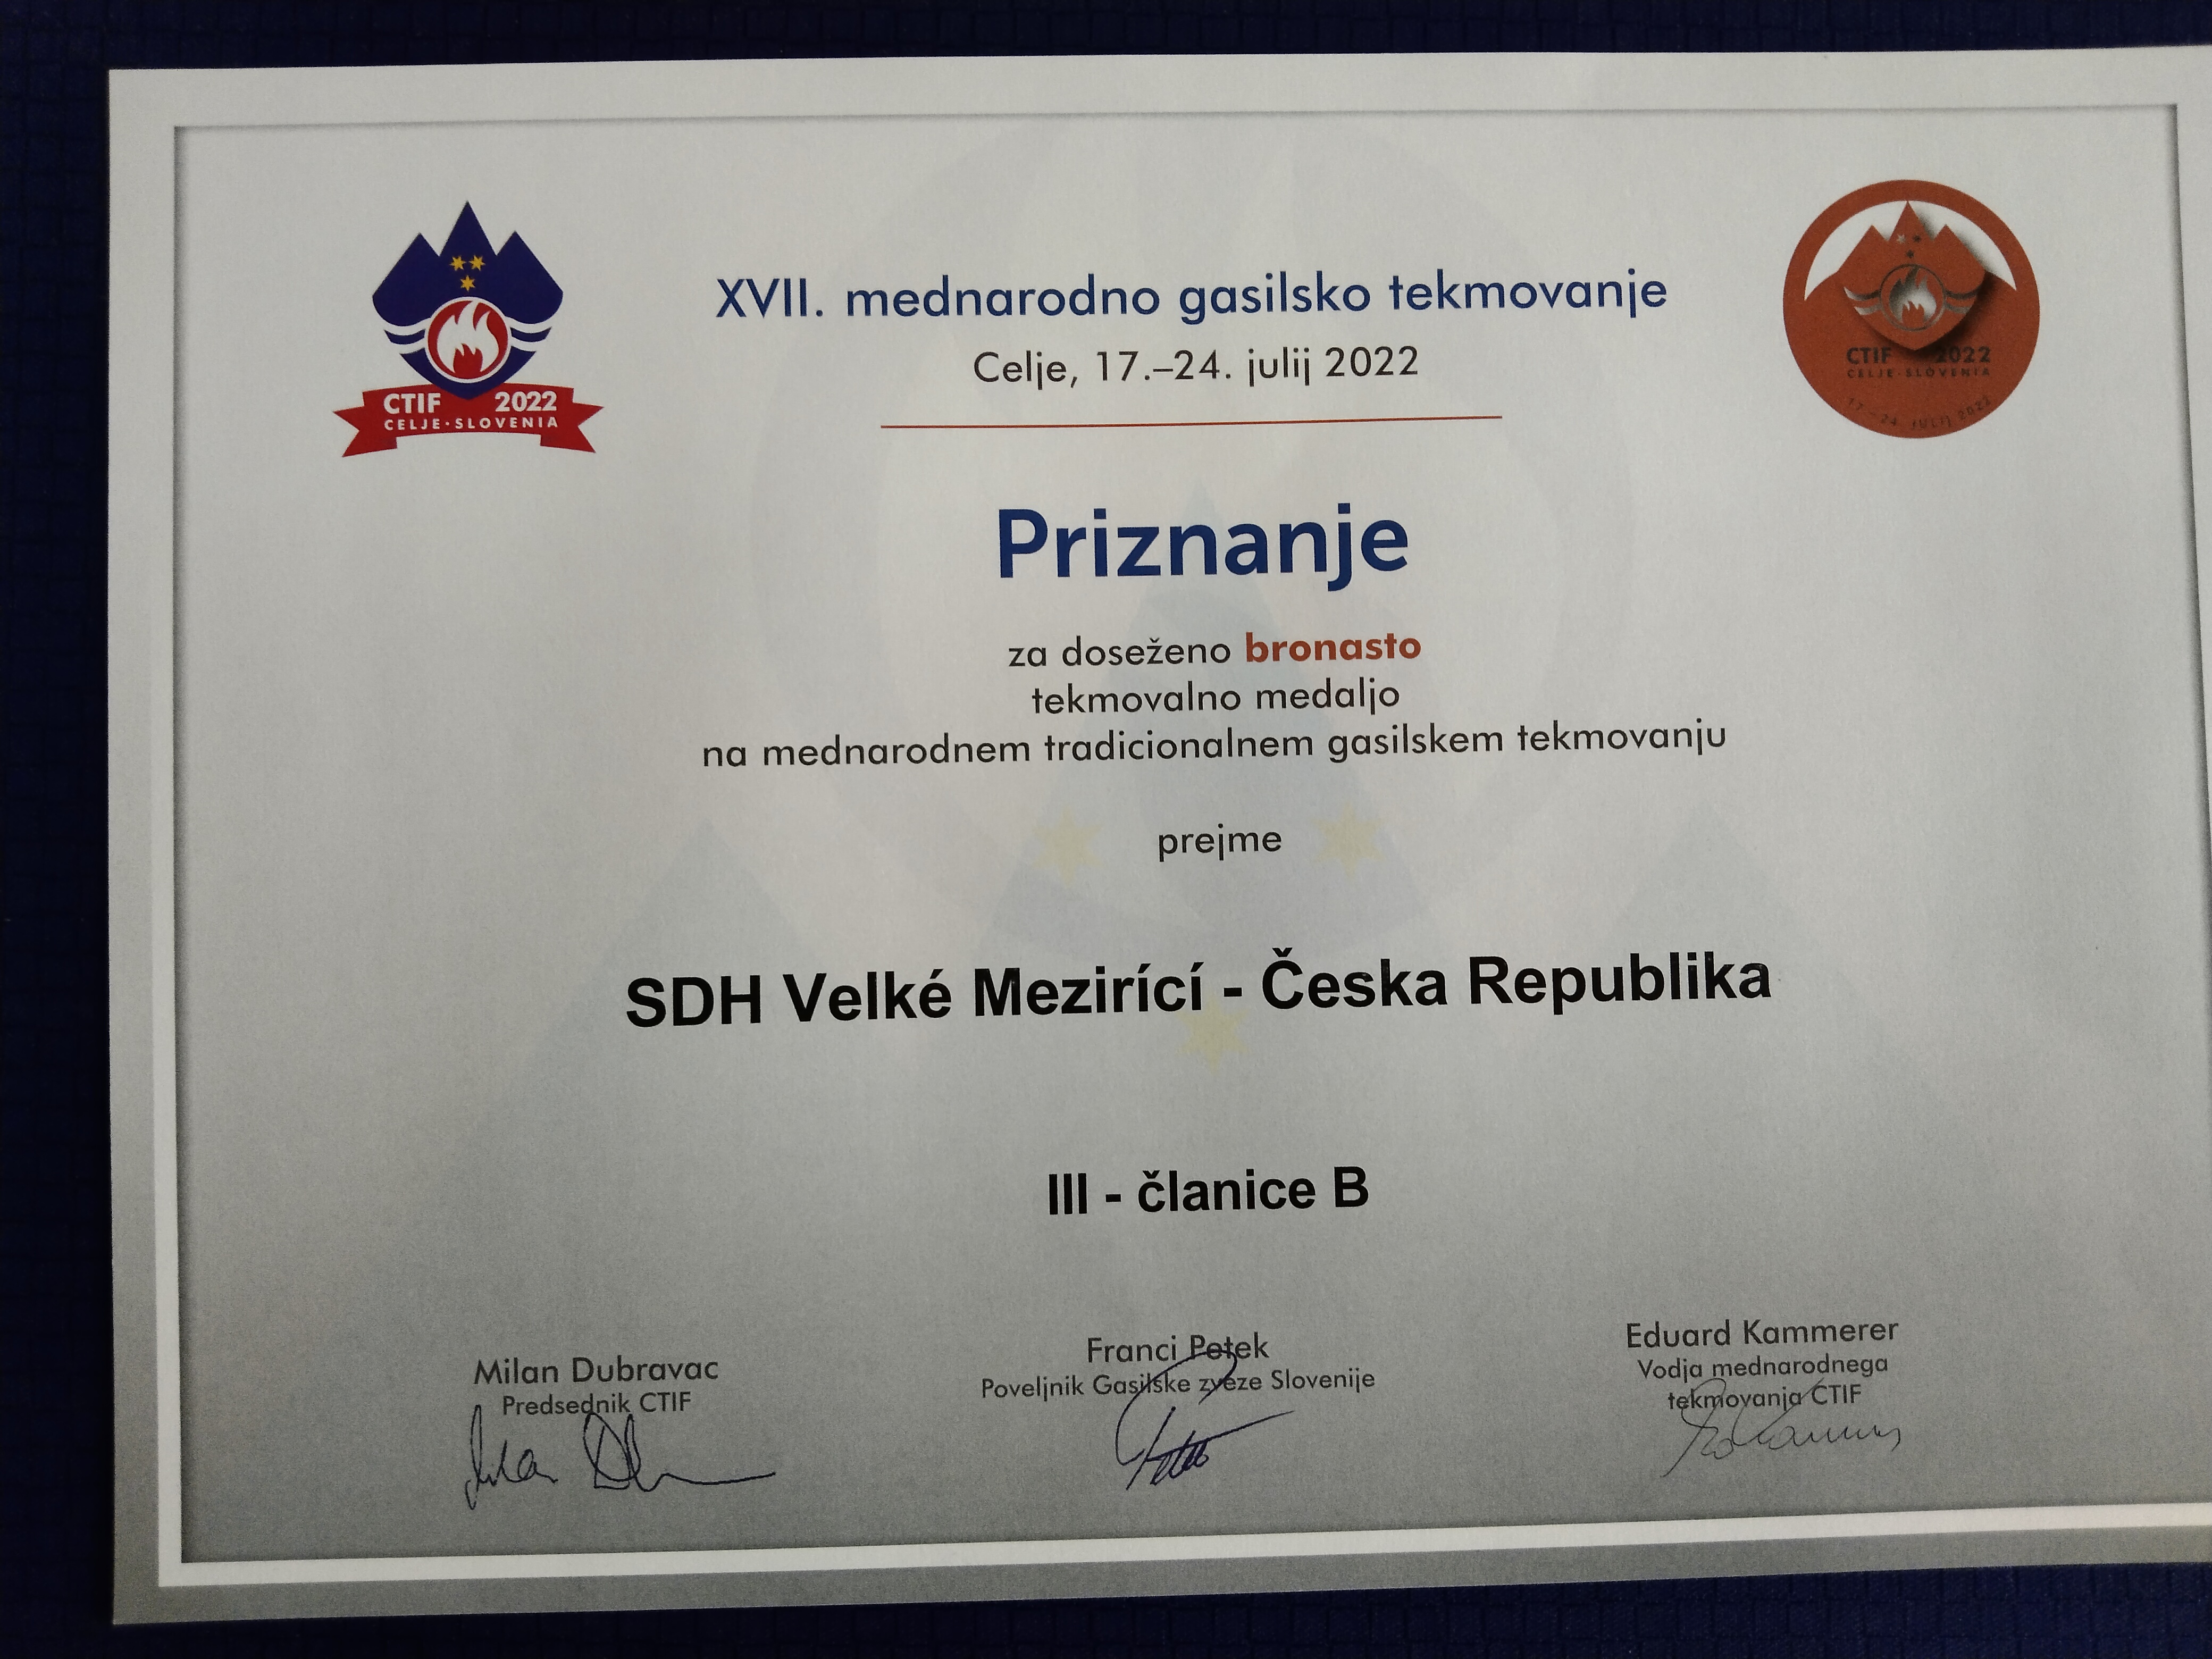 XVII. mednarodno gasilsko tekmovanje
Celje, 17.–24. julij 2022
CTIF 2022
CELJE·SLOVENIA
CTIF 2022
CELJE·SLOVENIA
17.–24. JULIJ 2022
Priznanje
za doseženo bronasto
tekmovalno medaljo
na mednarodnem tradicionalnem gasilskem tekmovanju
prejme
SDH Velké Mezirící - Česka Republika
III - članice B
Milan Dubravac
Predsednik CTIF
Franci Petek
Poveljnik Gasilske zveze Slovenije
Eduard Kammerer
Vodja mednarodnega
tekmovanja CTIF